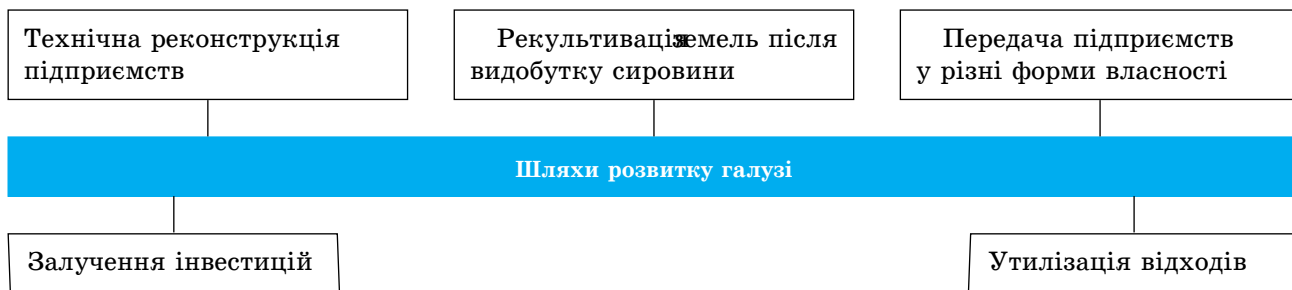 Технічна реконструкція
підприємств
Рекультивація земель після
видобутку сировини
Передача підприємств
у різні форми власності
Шляхи розвитку галузі
Залучення інвестицій
Утилізація відходів